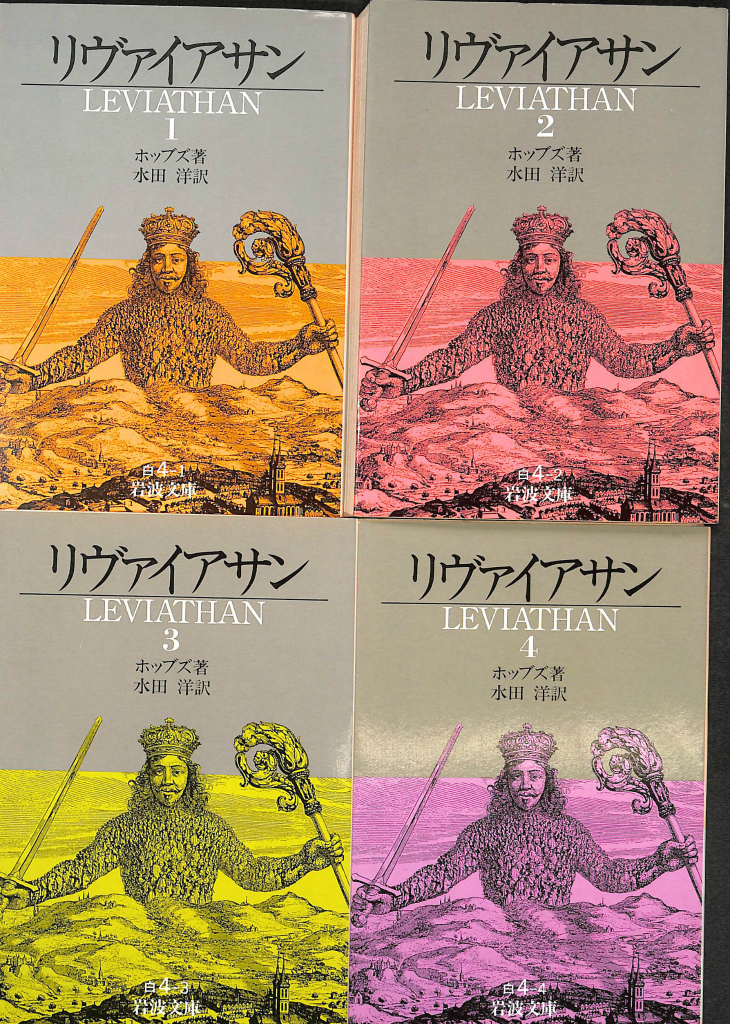 リヴァイアサン
LEVIATHAN
1
ホッブズ著
水田 洋訳
白4-1
岩波文庫
リヴァイアサン
LEVIATHAN
2
ホッブズ著
水田 洋訳
白4-2
岩波文庫
リヴァイアサン
LEVIATHAN
3
ホッブズ著
水田 洋訳
白4-3
岩波文庫
リヴァイアサン
LEVIATHAN
4
ホッブズ著
水田 洋訳
白4-4
岩波文庫